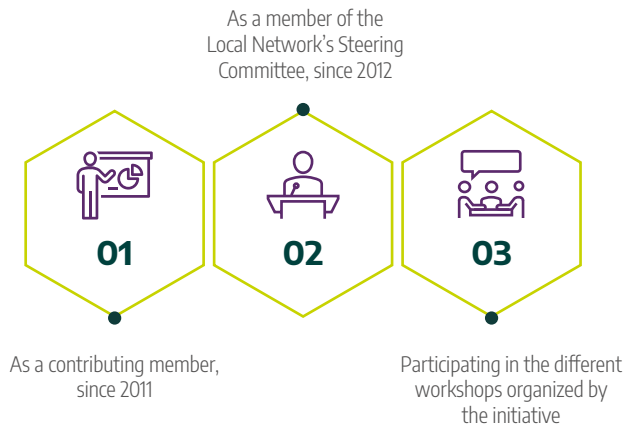 As a member of the
Local Network’s Steering
Committee, since 2012
01
02
03
As a contributing member,
since 2011
Participating in the different
workshops organized by
the initiative